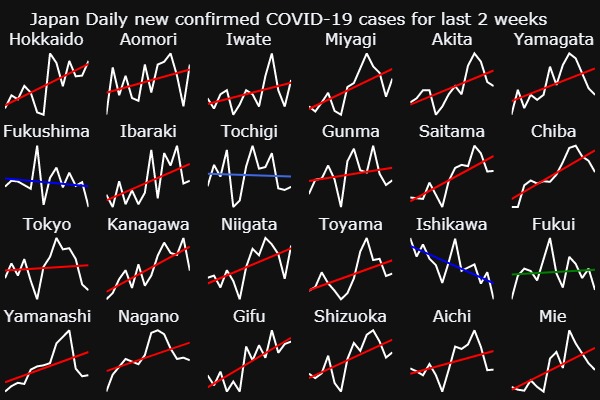 Japan Daily new confirmed COVID-19 cases for last 2 weeks
Hokkaido Aomori Iwate Miyagi Akita Yamagata
Fukushima Ibaraki Tochigi Gunma Saitama Chiba
Tokyo Kanagawa Niigata Toyama Ishikawa Fukui
Yamanashi Nagano Gifu Shizuoka Aichi Mie